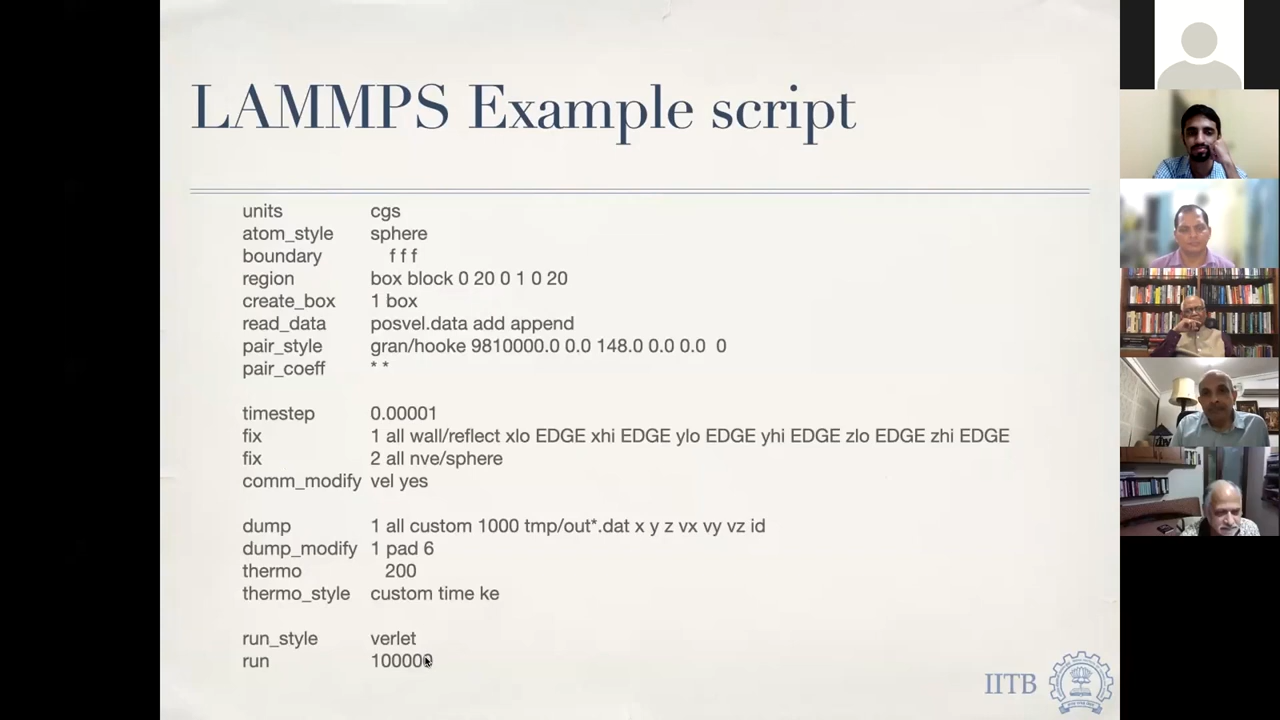 LAMMPS Example script
units cgs
atom_style sphere
boundary f f f
region box block 0 20 0 1 0 20
create_box 1 box
read_data posvel.data add append
pair_style gran/hooke 9810000.0 0.0 148.0 0.0 0.0 0
pair_coeff * *
timestep 0.00001
fix 1 all wall/reflect xlo EDGE xhi EDGE ylo EDGE yhi EDGE zlo EDGE zhi EDGE
fix 2 all nve/sphere
comm_modify vel yes
dump 1 all custom 1000 tmp/out*.dat x y z vx vy vz id
dump_modify 1 pad 6
thermo 200
thermo_style custom time ke
run_style verlet
run 100000
IITB